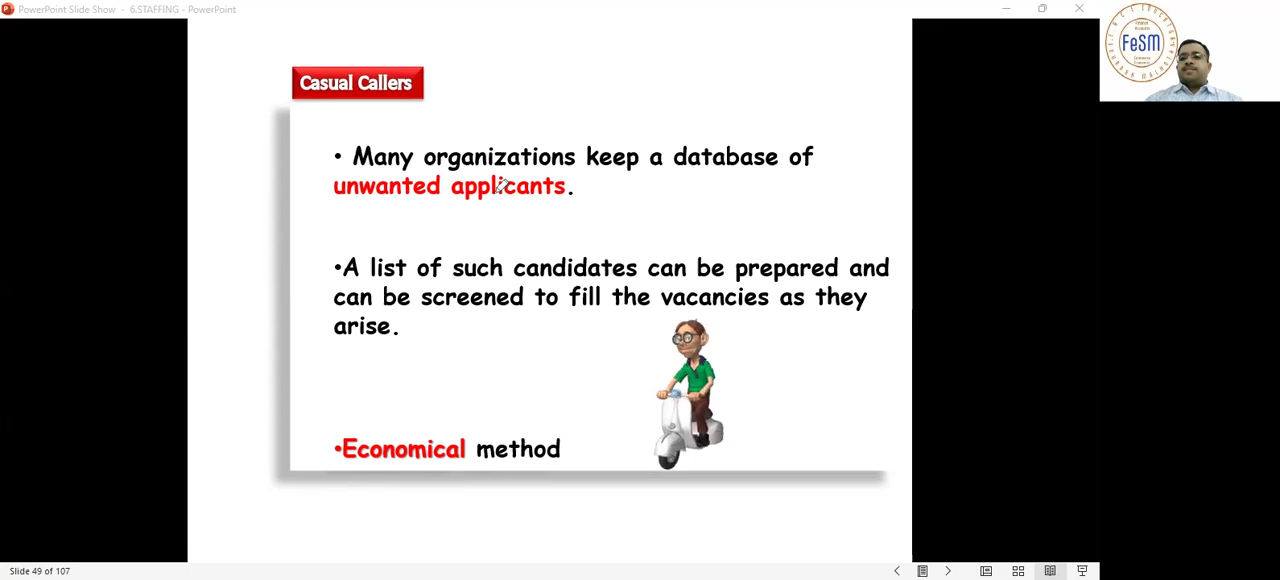 PowerPoint Slide Show - 6.STAFFING - PowerPoint
FeSM
Casual Callers
• Many organizations keep a database of
unwanted applicants.
•A list of such candidates can be prepared and
can be screened to fill the vacancies as they
arise.
•Economical method
Slide 49 of 107